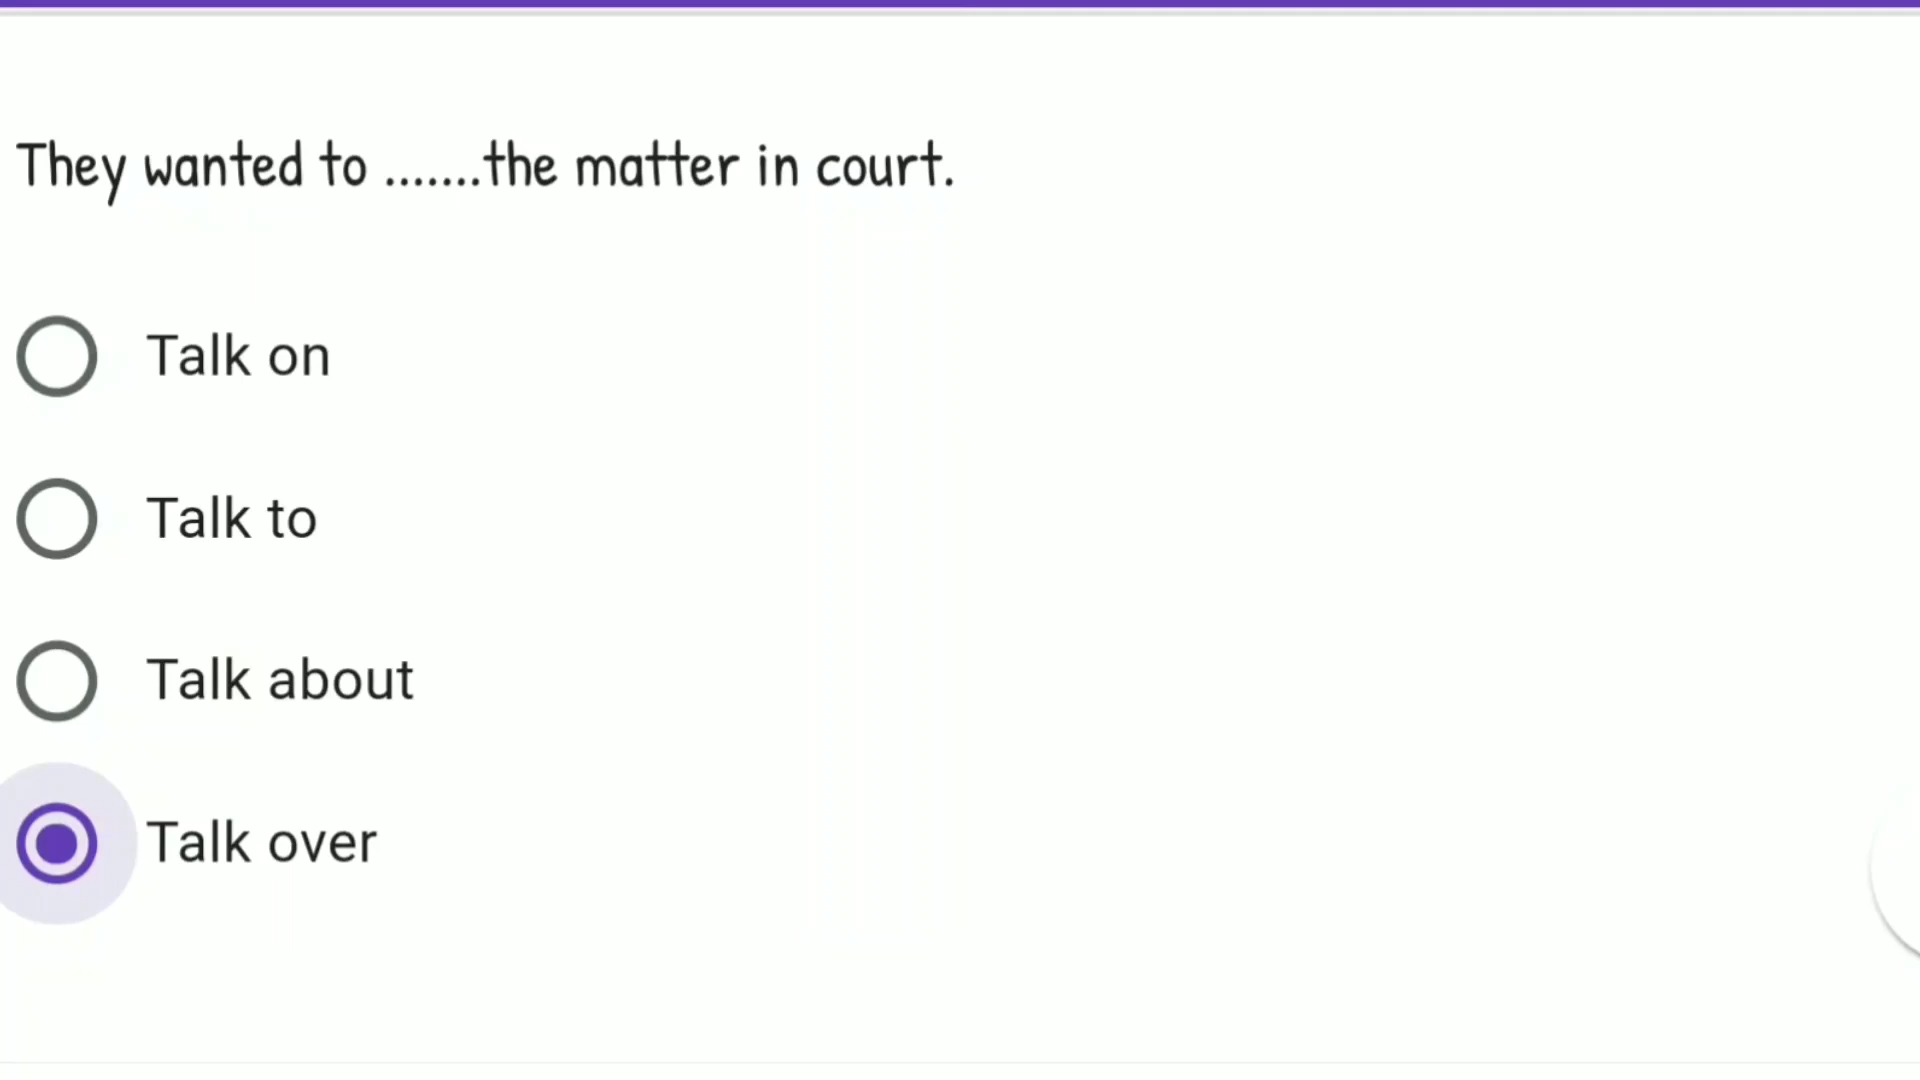 They wanted to .......the matter in court.
Talk on
Talk to
Talk about
Talk over